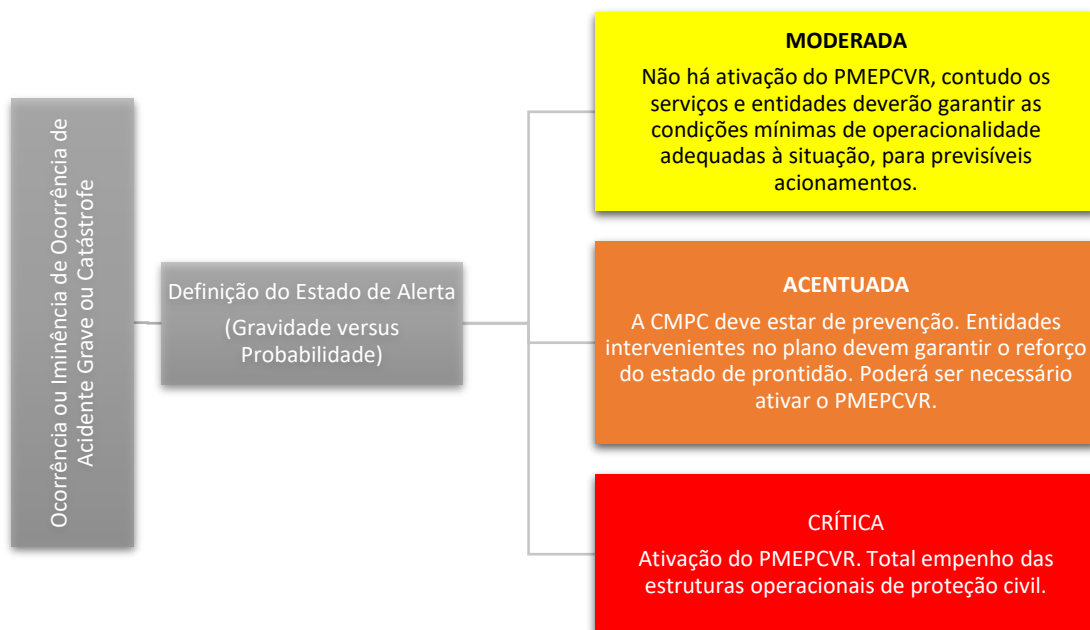 Ocorrência ou Iminência de Ocorrência de
Acidente Grave ou Catástrofe
Definição do Estado de Alerta
(Gravidade versus
Probabilidade)
MODERADA
Não há ativação do PMEPCVR, contudo os
serviços e entidades deverão garantir as
condições mínimas de operacionalidade
adequadas à situação, para previsíveis
acionamentos.
ACENTUADA
A CMPC deve estar de prevenção. Entidades
intervenientes no plano devem garantir o reforço
do estado de prontidão. Poderá ser necessário
ativar o PMEPCVR.
CRÍTICA
Ativação do PMEPCVR. Total empenho das
estruturas operacionais de proteção civil.